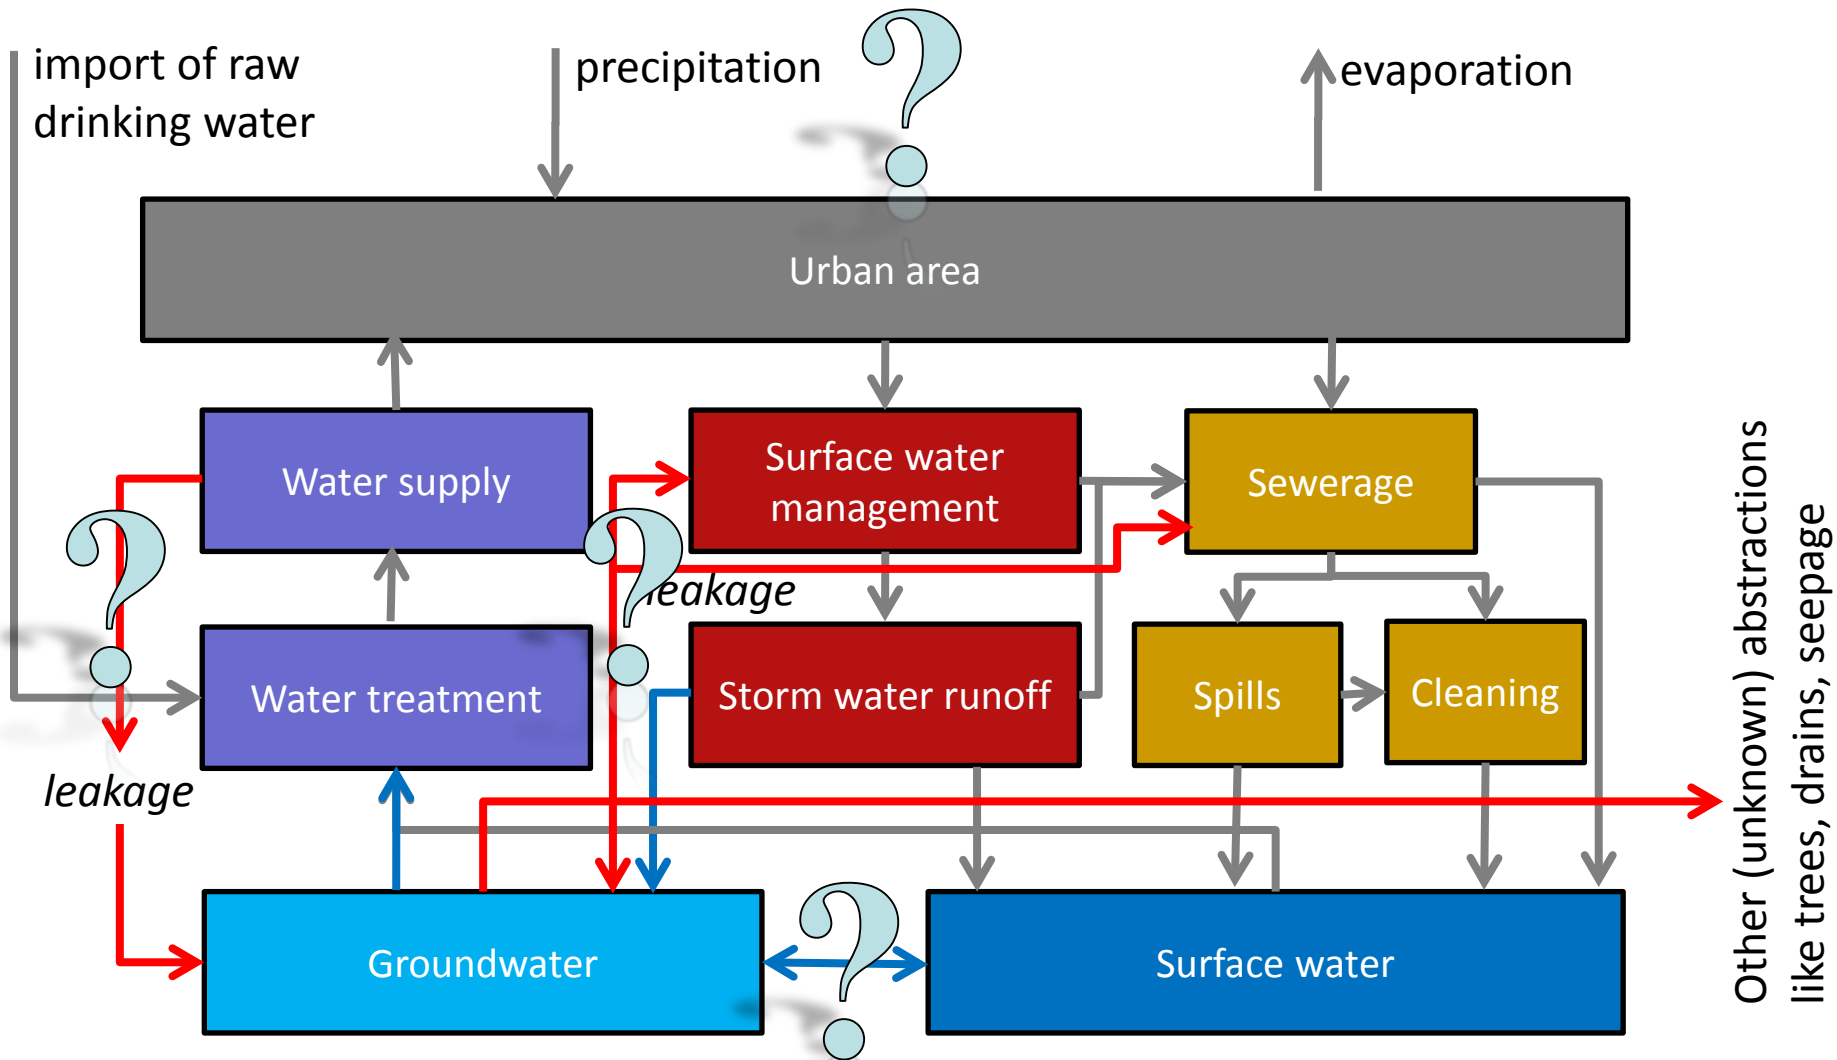 import of raw
drinking water
precipitation
evaporation
?
Urban area
Water supply
Surface water
management
Sewerage
?
?
leakage
Water treatment
Storm water runoff
Spills
Cleaning
leakage
Groundwater
?
Surface water
Other (unknown) abstractions
like trees, drains, seepage